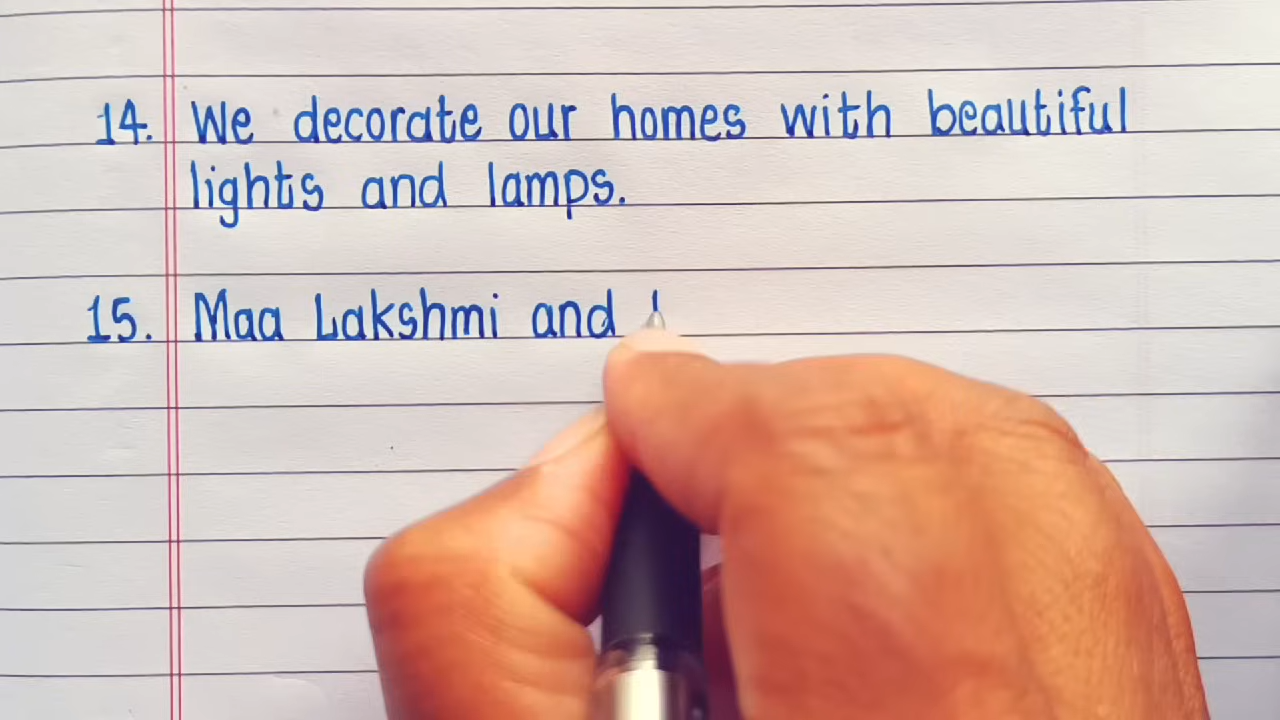 14. We decorate our homes with beautiful
lights and lamps.
15. Maa Lakshmi and